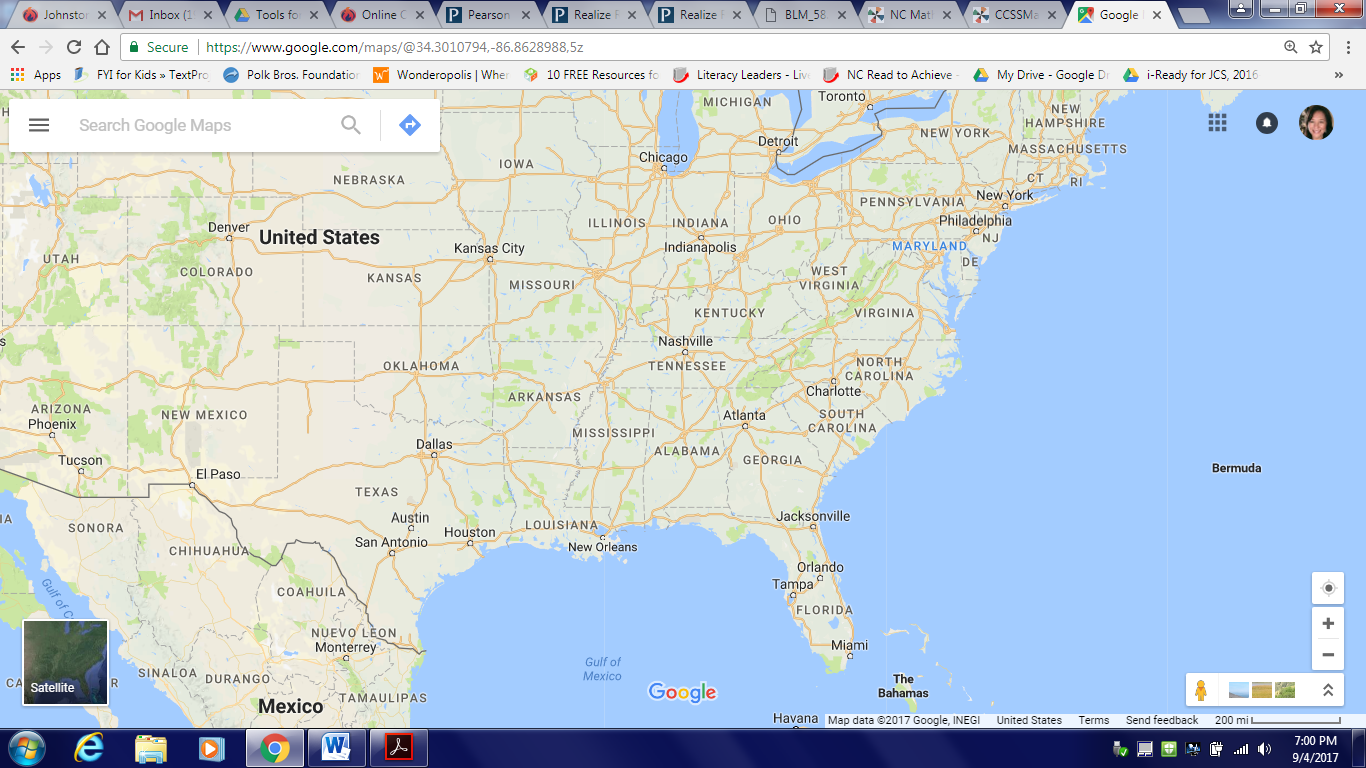 Johnston
Inbox (1
Tools fo
Online C
Pearson
Realize F
Realize F
BLM_58.
NC Mat
CCSSMa
Google
Secure
https://www.google.com/maps/@34.3010794,-86.8628988,5z
Apps
FYI for Kids » TextPro
Polk Bros. Foundation
Wonderopolis | Wher
10 FREE Resources fo
Literacy Leaders - Live
NC Read to Achieve -
My Drive - Google Dr
i-Ready for JCS, 2016
»
Search Google Maps
MICHIGAN
Toronto
NEW
HAMPSHIRE
NEW YORK
Detroit
MASSACHUSETTS
Chicago
IOWA
NEBRASKA
CT
RI
New York
PENNSYLVANIA
Philadelphia
ILLINOIS
INDIANA
OHIO
Denver
United States
NJ
MARYLAND
Kansas City
Indianapolis
UTAH
DE
COLORADO
KANSAS
MISSOURI
WEST
VIRGINIA
KENTUCKY
VIRGINIA
Nashville
OKLAHOMA
TENNESSEE
NORTH
CAROLINA
Charlotte
ARKANSAS
ARIZONA
Phoenix
NEW MEXICO
Atlanta
SOUTH
CAROLINA
MISSISSIPPI
Dallas
ALABAMA
GEORGIA
Tucson
El Paso
Bermuda
TEXAS
SONORA
Austin
Jacksonville
LOUISIANA
Houston
San Antonio
New Orleans
CHIHUAHUA
Orlando
Tampa
COAHUILA
Gulf of C
FLORIDA
NUEVO LEON
Monterrey
Miami
Gulf of
Mexico
SINALOA
DURANGO
The
Bahamas
Satellite
TAMAULIPAS
Mexico
Google
Havana
Map data ©2017 Google, INEGI
United States
Terms
Send feedback
200 mi
7:00 PM
9/4/2017